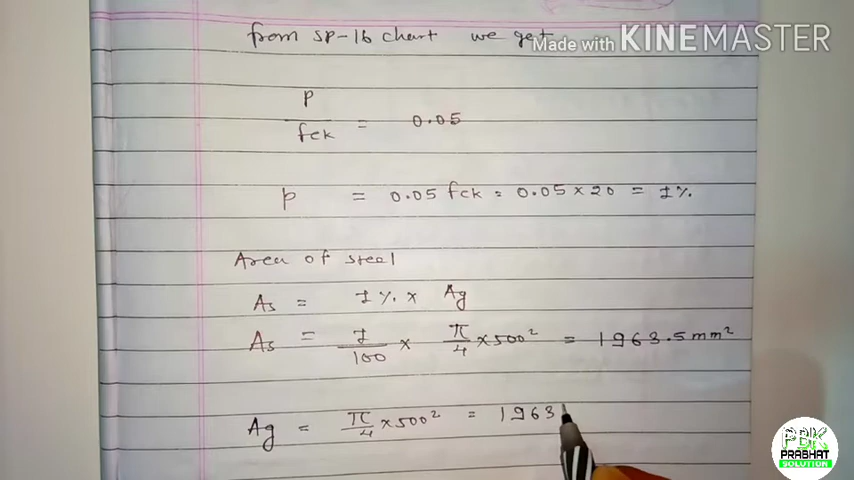 from SP-16 chart we get
Made with KINEMASTER
p/fck = 0.05
p = 0.05 fck = 0.05 × 20 = 1%
Area of steel
As = 1% × Ag
As = 1/100 × π/4 × 500² = 1963.5 mm²
Ag = π/4 × 500² = 1963
PBK
PRABHAT
SOLUTION